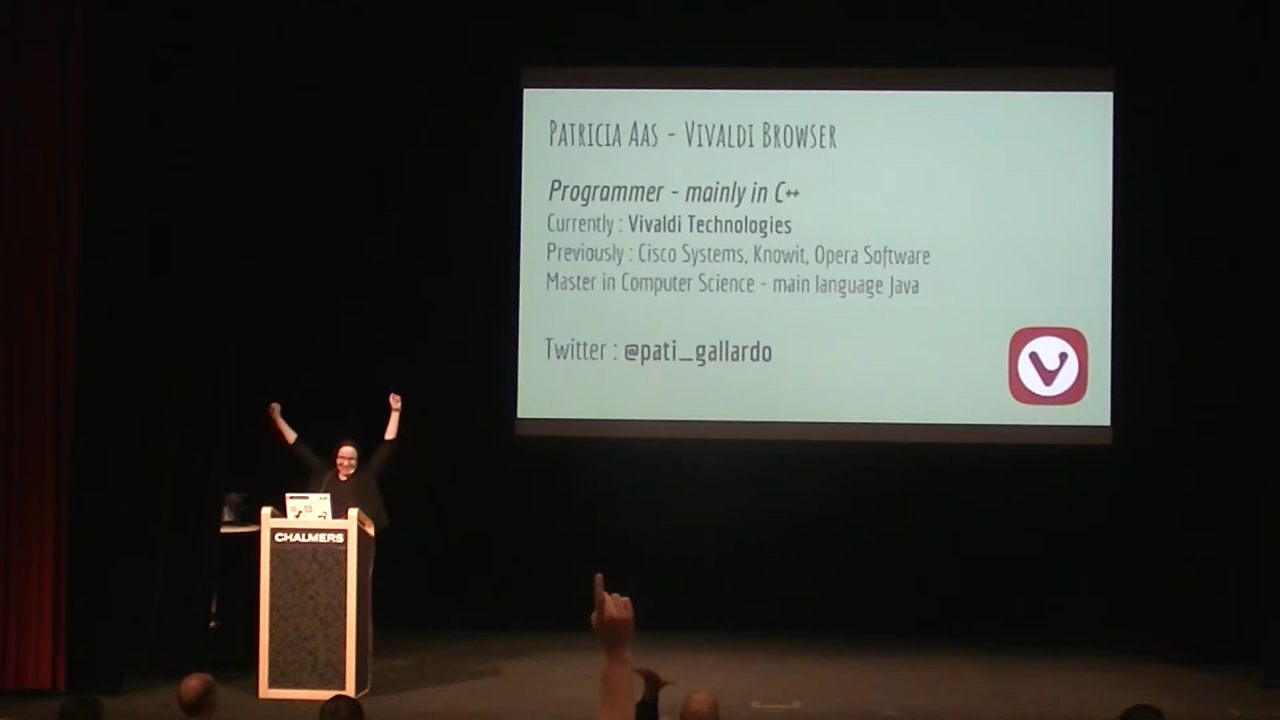 Patricia Aas - Vivaldi Browser
Programmer - mainly in C++
Currently : Vivaldi Technologies
Previously : Cisco Systems, Knowit, Opera Software
Master in Computer Science - main language Java
Twitter : @pati_gallardo
CHALMERS